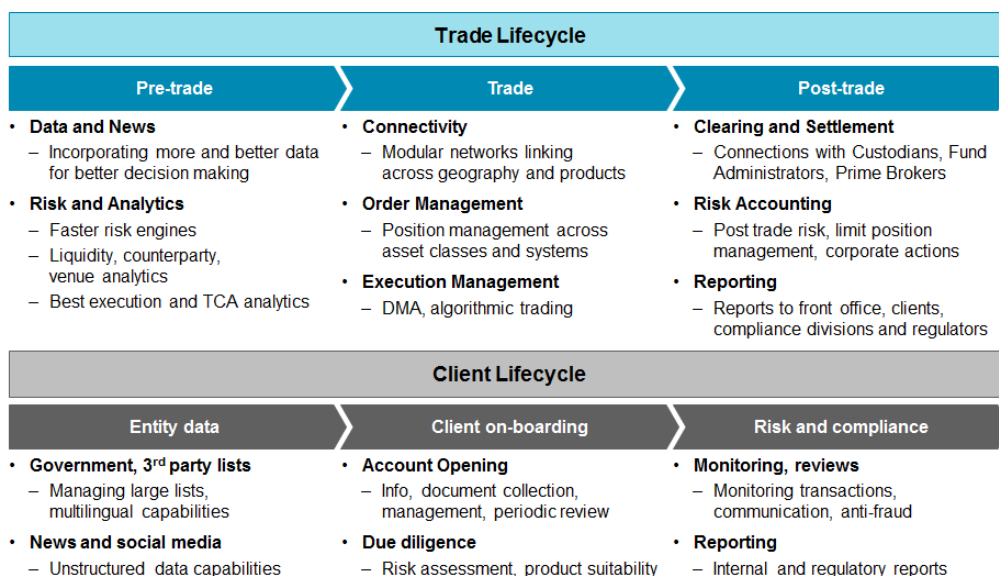 Trade Lifecycle
Pre-trade
Trade
Post-trade
• Data and News
– Incorporating more and better data
for better decision making
• Risk and Analytics
– Faster risk engines
– Liquidity, counterparty,
venue analytics
– Best execution and TCA analytics
• Connectivity
– Modular networks linking
across geography and products
• Order Management
– Position management across
asset classes and systems
• Execution Management
– DMA, algorithmic trading
• Clearing and Settlement
– Connections with Custodians, Fund
Administrators, Prime Brokers
• Risk Accounting
– Post trade risk, limit position
management, corporate actions
• Reporting
– Reports to front office, clients,
compliance divisions and regulators
Client Lifecycle
Entity data
Client on-boarding
Risk and compliance
• Government, 3rd party lists
– Managing large lists,
multilingual capabilities
• News and social media
– Unstructured data capabilities
• Account Opening
– Info, document collection,
management, periodic review
• Due diligence
– Risk assessment, product suitability
• Monitoring, reviews
– Monitoring transactions,
communication, anti-fraud
• Reporting
– Internal and regulatory reports